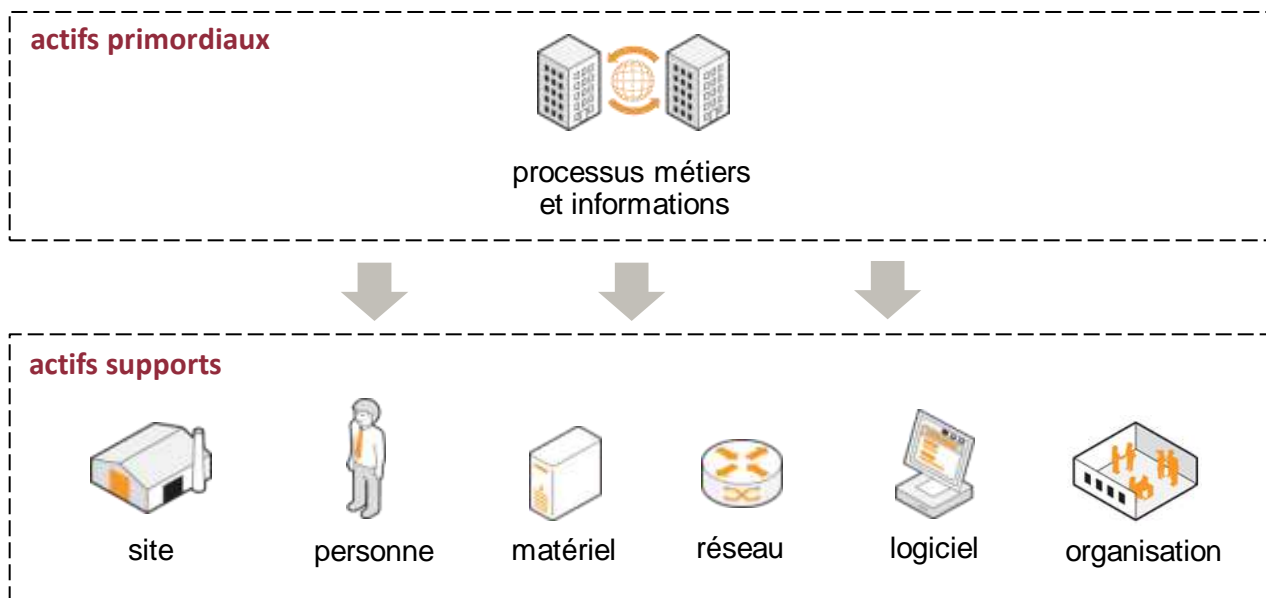 actifs primordiaux
processus métiers
et informations
actifs supports
site
personne
matériel
réseau
logiciel
organisation